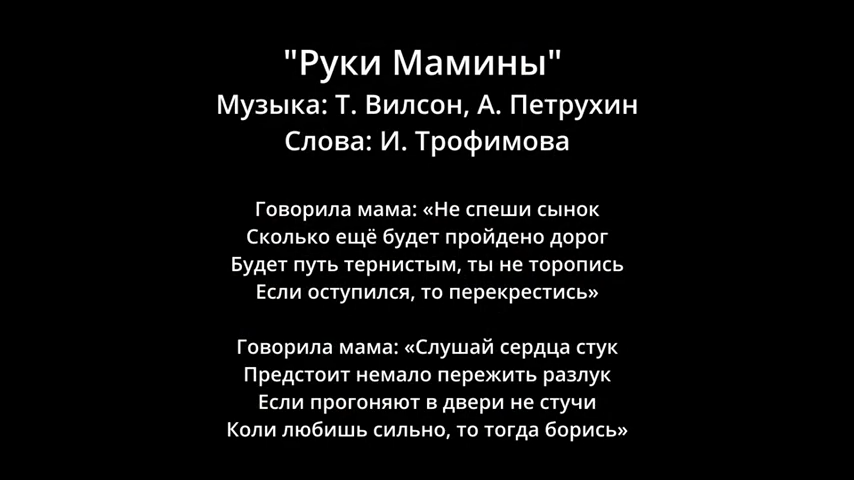 "Руки Мамины"
Музыка: Т. Вилсон, А. Петрухин
Слова: И. Трофимова
Говорила мама: «Не спеши сынок
Сколько ещё будет пройдено дорог
Будет путь тернистым, ты не торопись
Если оступился, то перекрестись»
Говорила мама: «Слушай сердца стук
Предстоит немало пережить разлук
Если прогоняют в двери не стучи
Коли любишь сильно, то тогда борись»